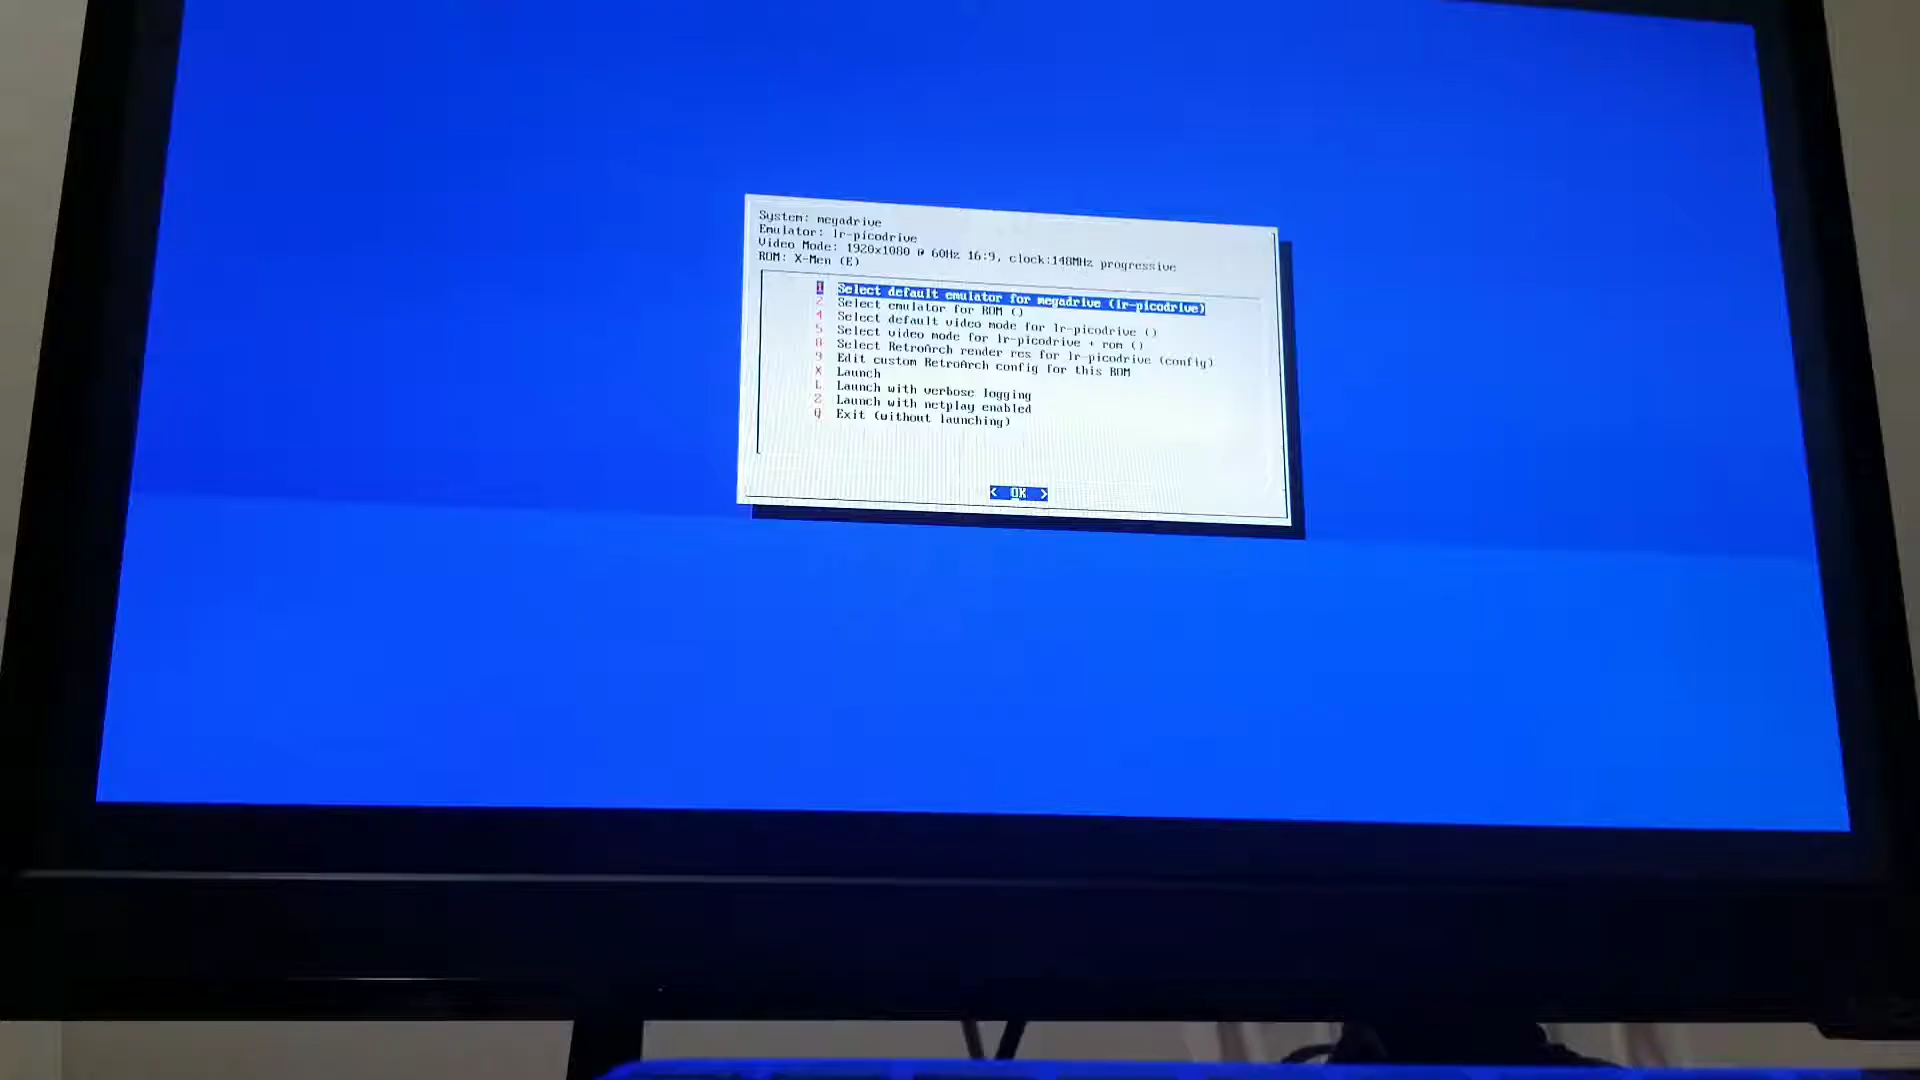 System: megadrive
Emulator: lr-picodrive
Video Mode: 1920x1080 @ 60Hz 16:9, clock:148MHz progressive
ROM: X-Men (E)
1 Select default emulator for megadrive (lr-picodrive)
2 Select emulator for ROM ()
4 Select default video mode for lr-picodrive ()
5 Select video mode for lr-picodrive + rom ()
8 Select RetroArch render res for lr-picodrive (config)
9 Edit custom RetroArch config for this ROM
X Launch
L Launch with verbose logging
Z Launch with netplay enabled
Q Exit (without launching)
< OK >